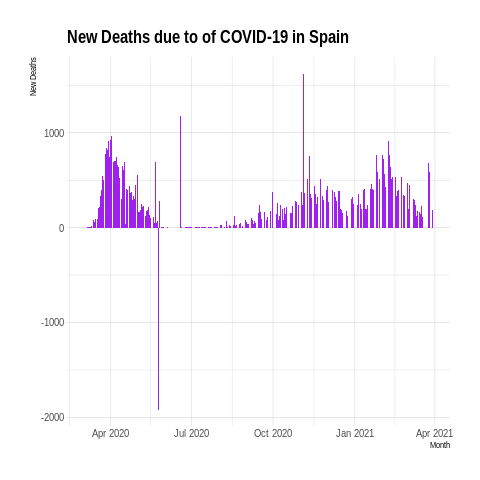 New Deaths due to of COVID-19 in Spain
New Deaths
1000
0
-1000
-2000
Apr 2020 Jul 2020 Oct 2020 Jan 2021 Apr 2021
Month